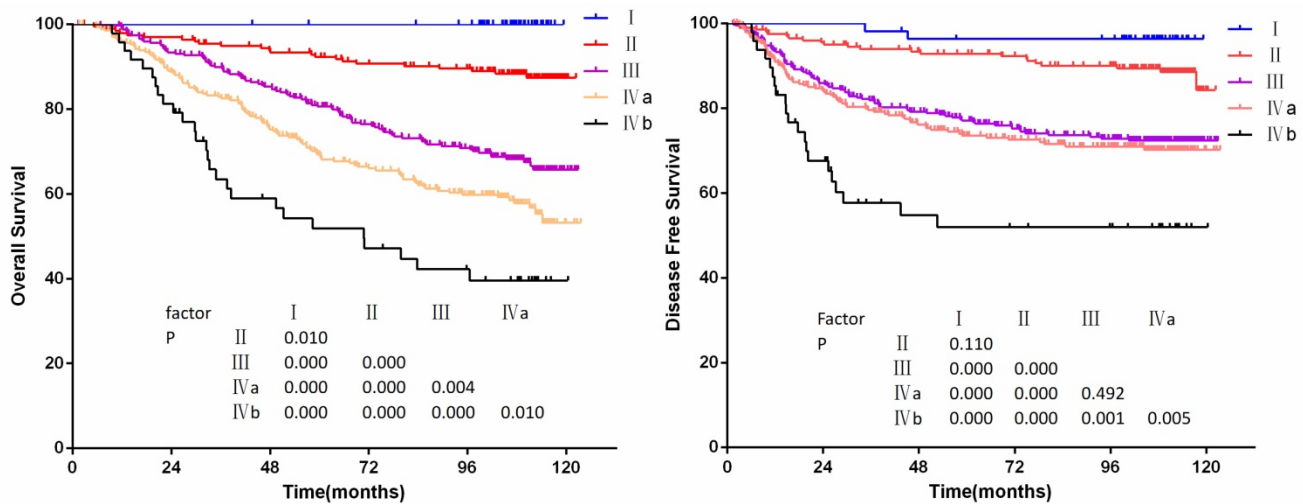 100
80
60
40
20
0
Overall Survival
0 24 48 72 96 120
Time(months)
Ⅰ
Ⅱ
Ⅲ
Ⅳa
Ⅳb
factor Ⅰ Ⅱ Ⅲ Ⅳa
P Ⅱ 0.010
Ⅲ 0.000 0.000
Ⅳa 0.000 0.000 0.004
Ⅳb 0.000 0.000 0.000 0.010
100
80
60
40
20
0
Disease Free Survival
0 24 48 72 96 120
Time(months)
Ⅰ
Ⅱ
Ⅲ
Ⅳa
Ⅳb
Factor Ⅰ Ⅱ Ⅲ Ⅳa
P Ⅱ 0.110
Ⅲ 0.000 0.000
Ⅳa 0.000 0.000 0.492
Ⅳb 0.000 0.000 0.001 0.005